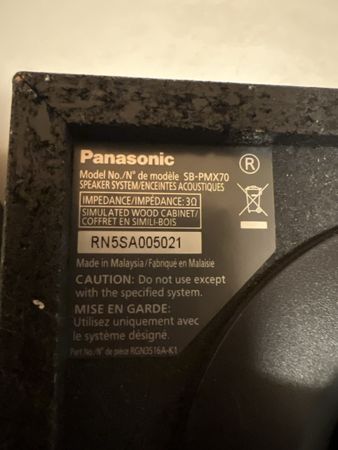 Panasonic
Model No./N° de modèle SB-PMX70
SPEAKER SYSTEM/ENCEINTES ACOUSTIQUES
IMPEDANCE/IMPÉDANCE: 3Ω
SIMULATED WOOD CABINET/
COFFRET EN SIMILI-BOIS
RN5SA005021
Made in Malaysia/Fabriqué en Malaisie
CAUTION: Do not use except
with the specified system.
MISE EN GARDE:
Utilisez uniquement avec
le système désigné.
Part No./N° de pièce RGN3516A-K1
R